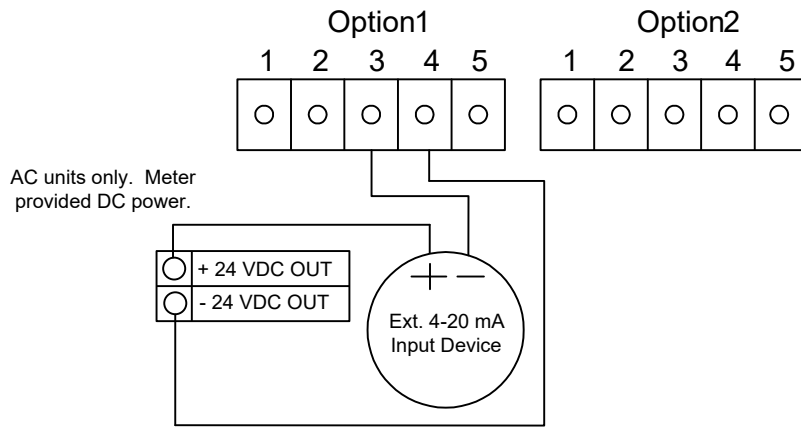 Option1 Option2
1 2 3 4 5 1 2 3 4 5
AC units only. Meter
provided DC power.
+ 24 VDC OUT
- 24 VDC OUT
+ −
Ext. 4-20 mA
Input Device